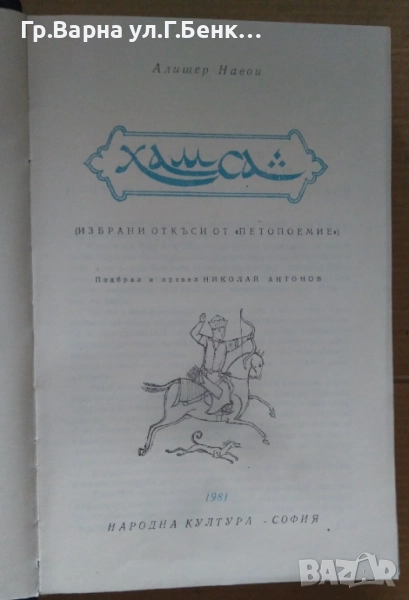 Гр.Варна ул.Г.Бенк...
Алишер Навои
хамса
(ИЗБРАНИ ОТКЪСИ ОТ «ПЕТОПОЕМИЕ»)
Подбрал и превел НИКОЛАЙ АНТОНОВ
1981
НАРОДНА КУЛТУРА - СОФИЯ
BAZAR